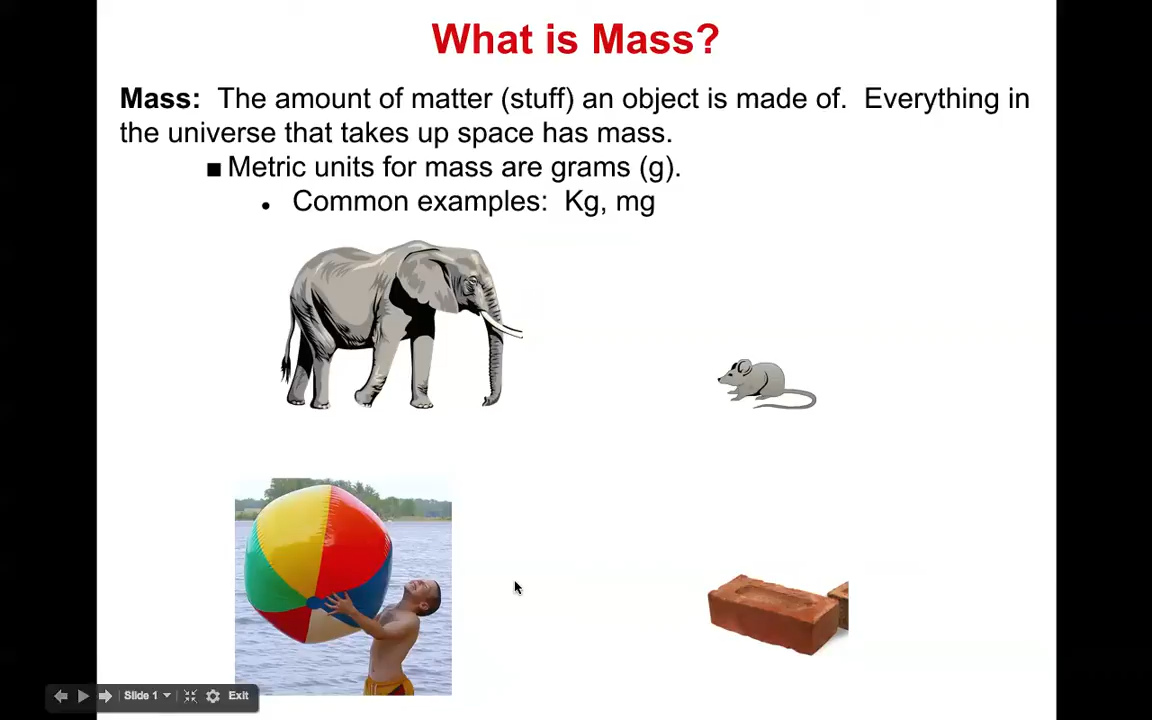 What is Mass?
Mass: The amount of matter (stuff) an object is made of. Everything in
the universe that takes up space has mass.
■ Metric units for mass are grams (g).
• Common examples: Kg, mg
Slide 1 Exit